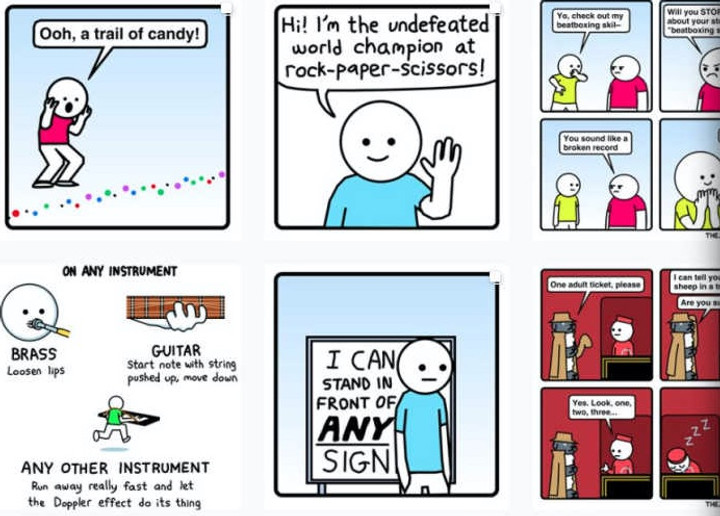 Ooh, a trail of candy!
Hi! I'm the undefeated
world champion at
rock-paper-scissors!
Yo, check out my
beatboxing skil–
Will you STOP
about your
"beatboxing
You sound like a
broken record
mrrrm
THE
ON ANY INSTRUMENT
BRASS
Loosen lips
GUITAR
Start note with string
pushed up, move down
ANY OTHER INSTRUMENT
Run away really fast and let
the Doppler effect do its thing
I CAN
STAND IN
FRONT OF
ANY
SIGN
One adult ticket, please
I can tell you
sheep in a
Are you
Yes. Look, one,
two, three...
z z z
THE